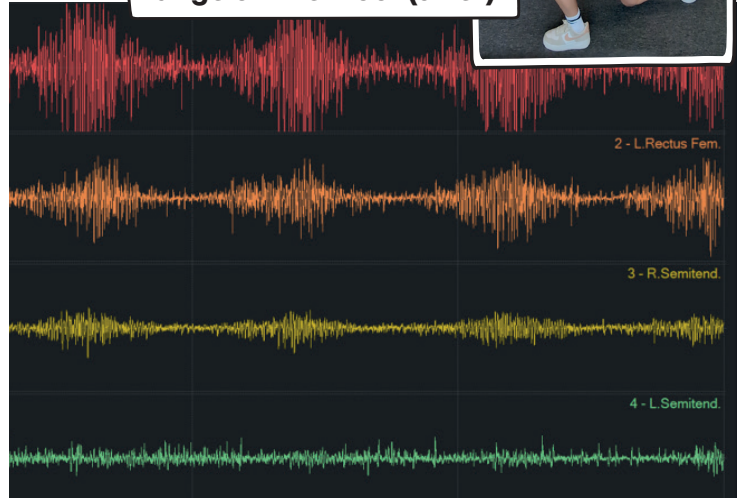 2 - L.Rectus Fem.
3 - R.Semitend.
4 - L.Semitend.